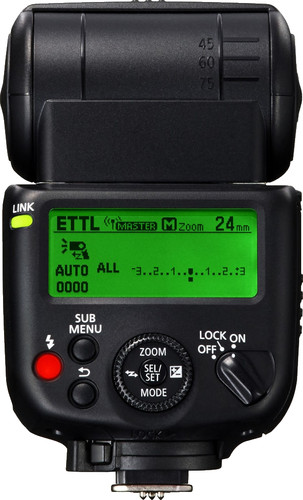 45
60
75
LINK
ETTL MASTER M Zoom 24mm
Z
AUTO ALL -3..2..1..▮..1..2..:3
0000
SUB
MENU
LOCK ON
OFF
ZOOM
SEL/
SET
MODE